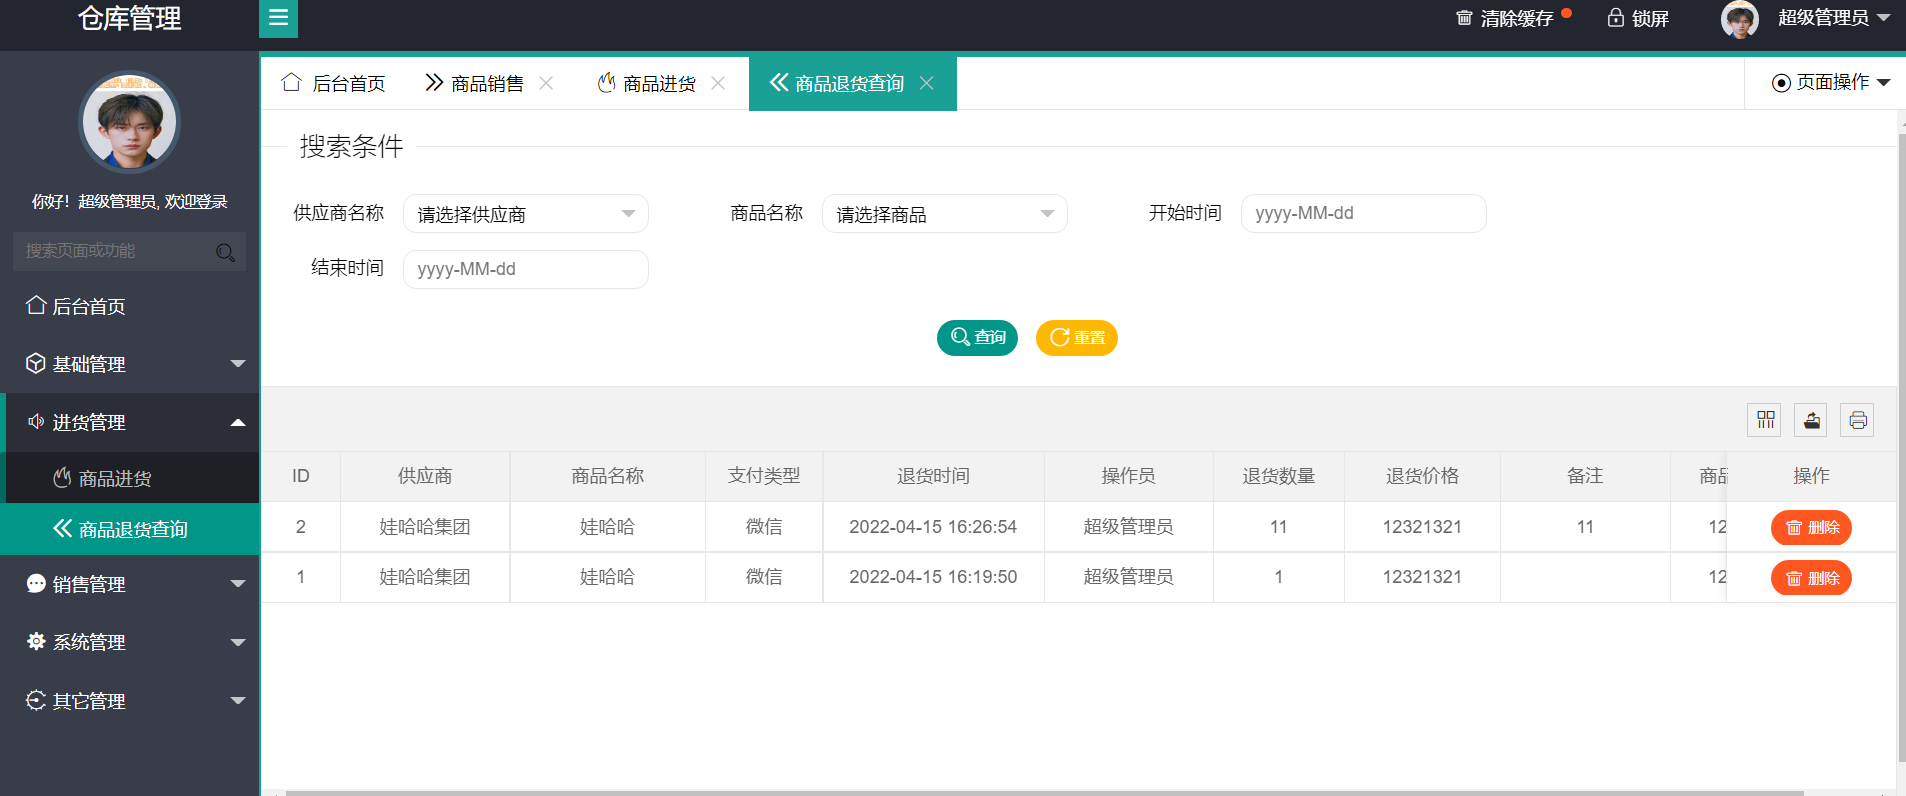 仓库管理
清除缓存 锁屏 超级管理员
后台首页 商品销售 商品进货 商品退货查询 页面操作
你好！超级管理员, 欢迎登录
搜索页面或功能
后台首页
基础管理
进货管理
商品进货
商品退货查询
销售管理
系统管理
其它管理
搜索条件
供应商名称 请选择供应商 商品名称 请选择商品 开始时间 yyyy-MM-dd
结束时间 yyyy-MM-dd
查询 重置
ID 供应商 商品名称 支付类型 退货时间 操作员 退货数量 退货价格 备注 商品 操作
2 娃哈哈集团 娃哈哈 微信 2022-04-15 16:26:54 超级管理员 11 12321321 11 12 删除
1 娃哈哈集团 娃哈哈 微信 2022-04-15 16:19:50 超级管理员 1 12321321 12 删除